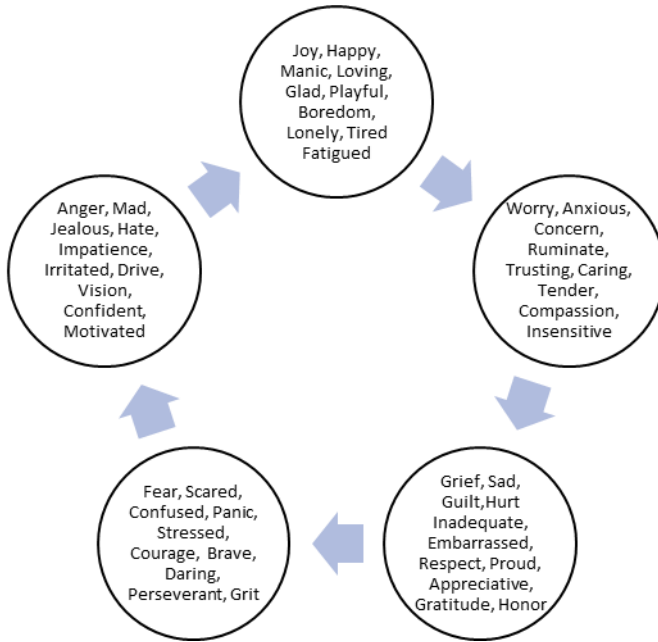 Joy, Happy,
Manic, Loving,
Glad, Playful,
Boredom,
Lonely, Tired
Fatigued
Worry, Anxious,
Concern,
Ruminate,
Trusting, Caring,
Tender,
Compassion,
Insensitive
Grief, Sad,
Guilt,Hurt
Inadequate,
Embarrassed,
Respect, Proud,
Appreciative,
Gratitude, Honor
Fear, Scared,
Confused, Panic,
Stressed,
Courage, Brave,
Daring,
Perseverant, Grit
Anger, Mad,
Jealous, Hate,
Impatience,
Irritated, Drive,
Vision,
Confident,
Motivated